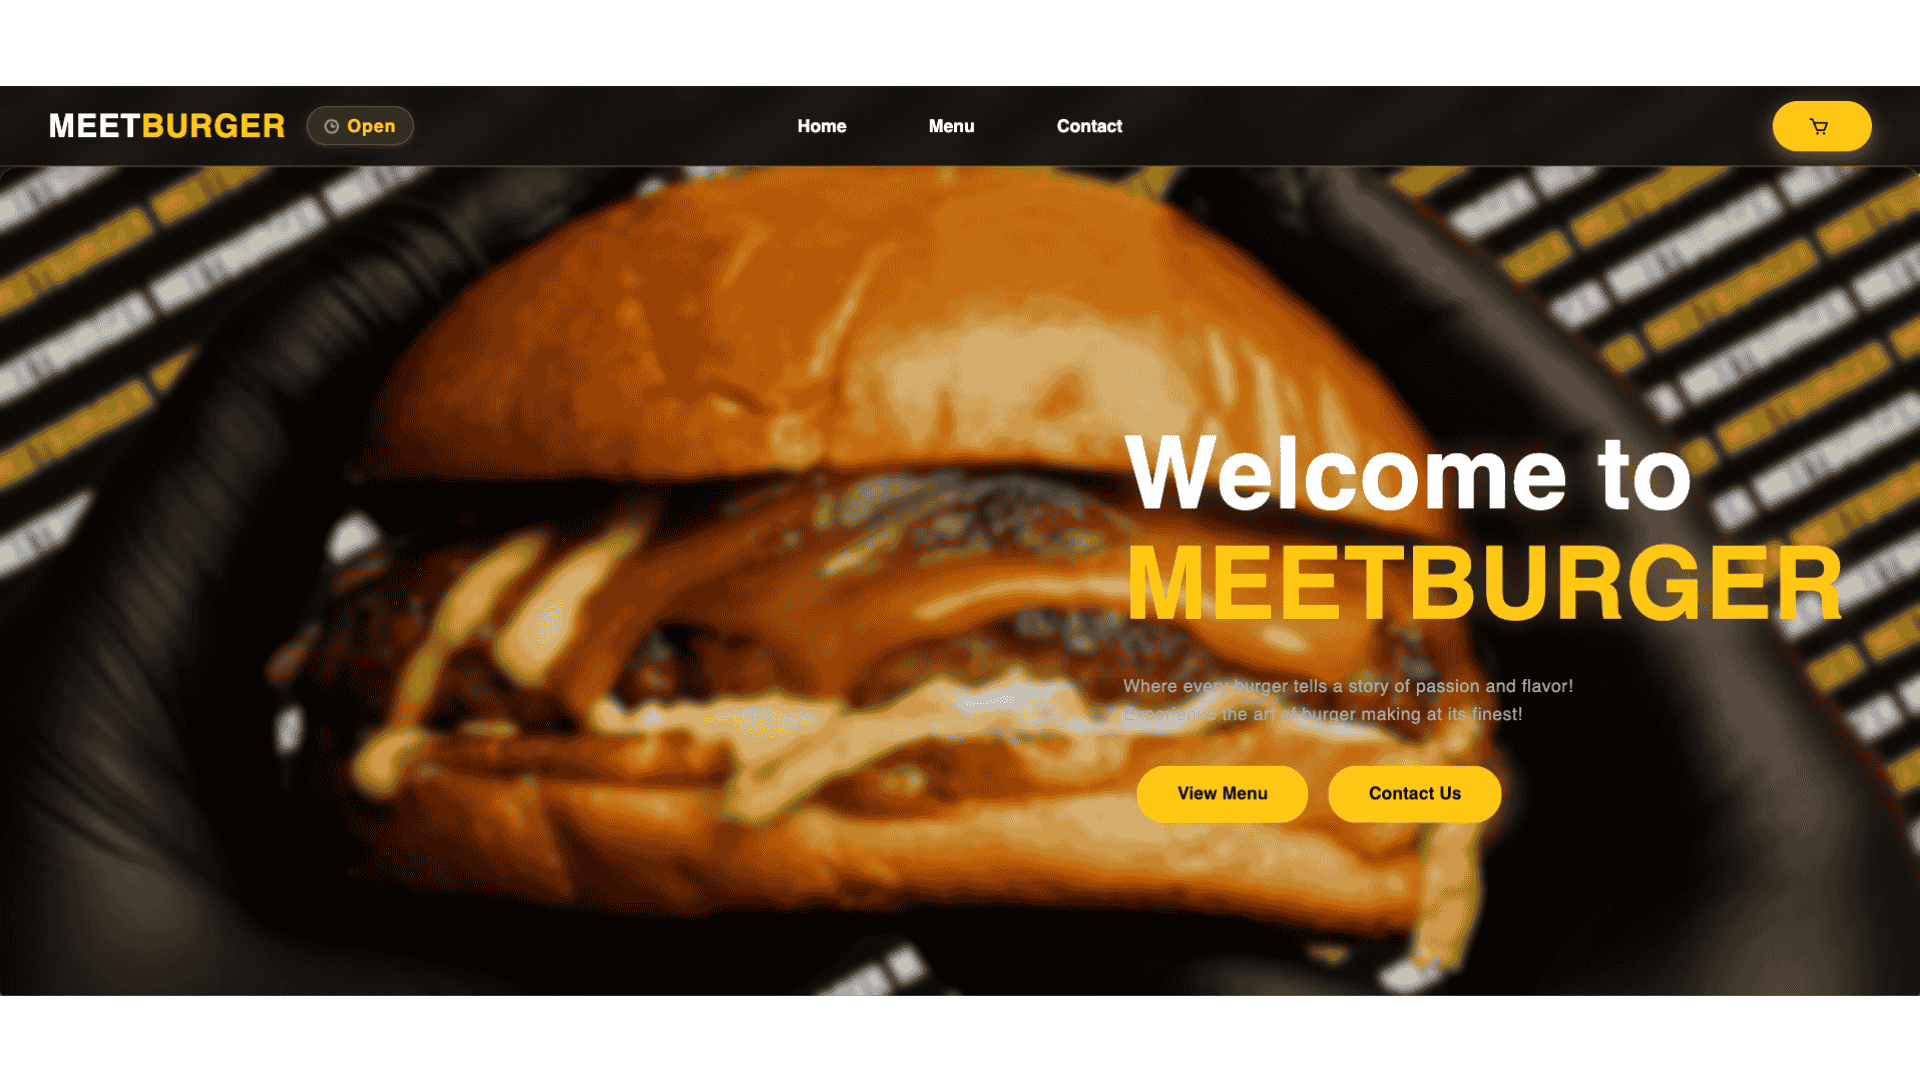 MEETBURGER
Open
Home
Menu
Contact
Welcome to
MEETBURGER
Where every burger tells a story of passion and flavor!
Experience the art of burger making at its finest!
View Menu
Contact Us